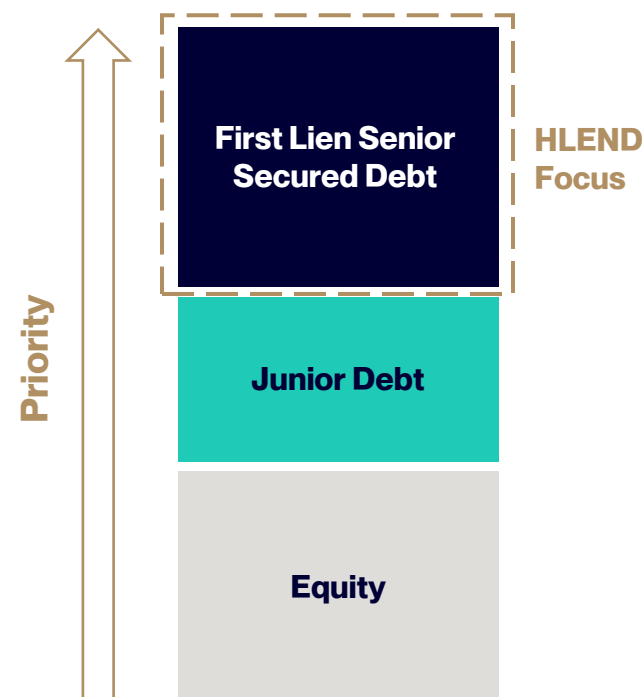 First Lien Senior
Secured Debt
HLEND
Focus
Priority
Junior Debt
Equity